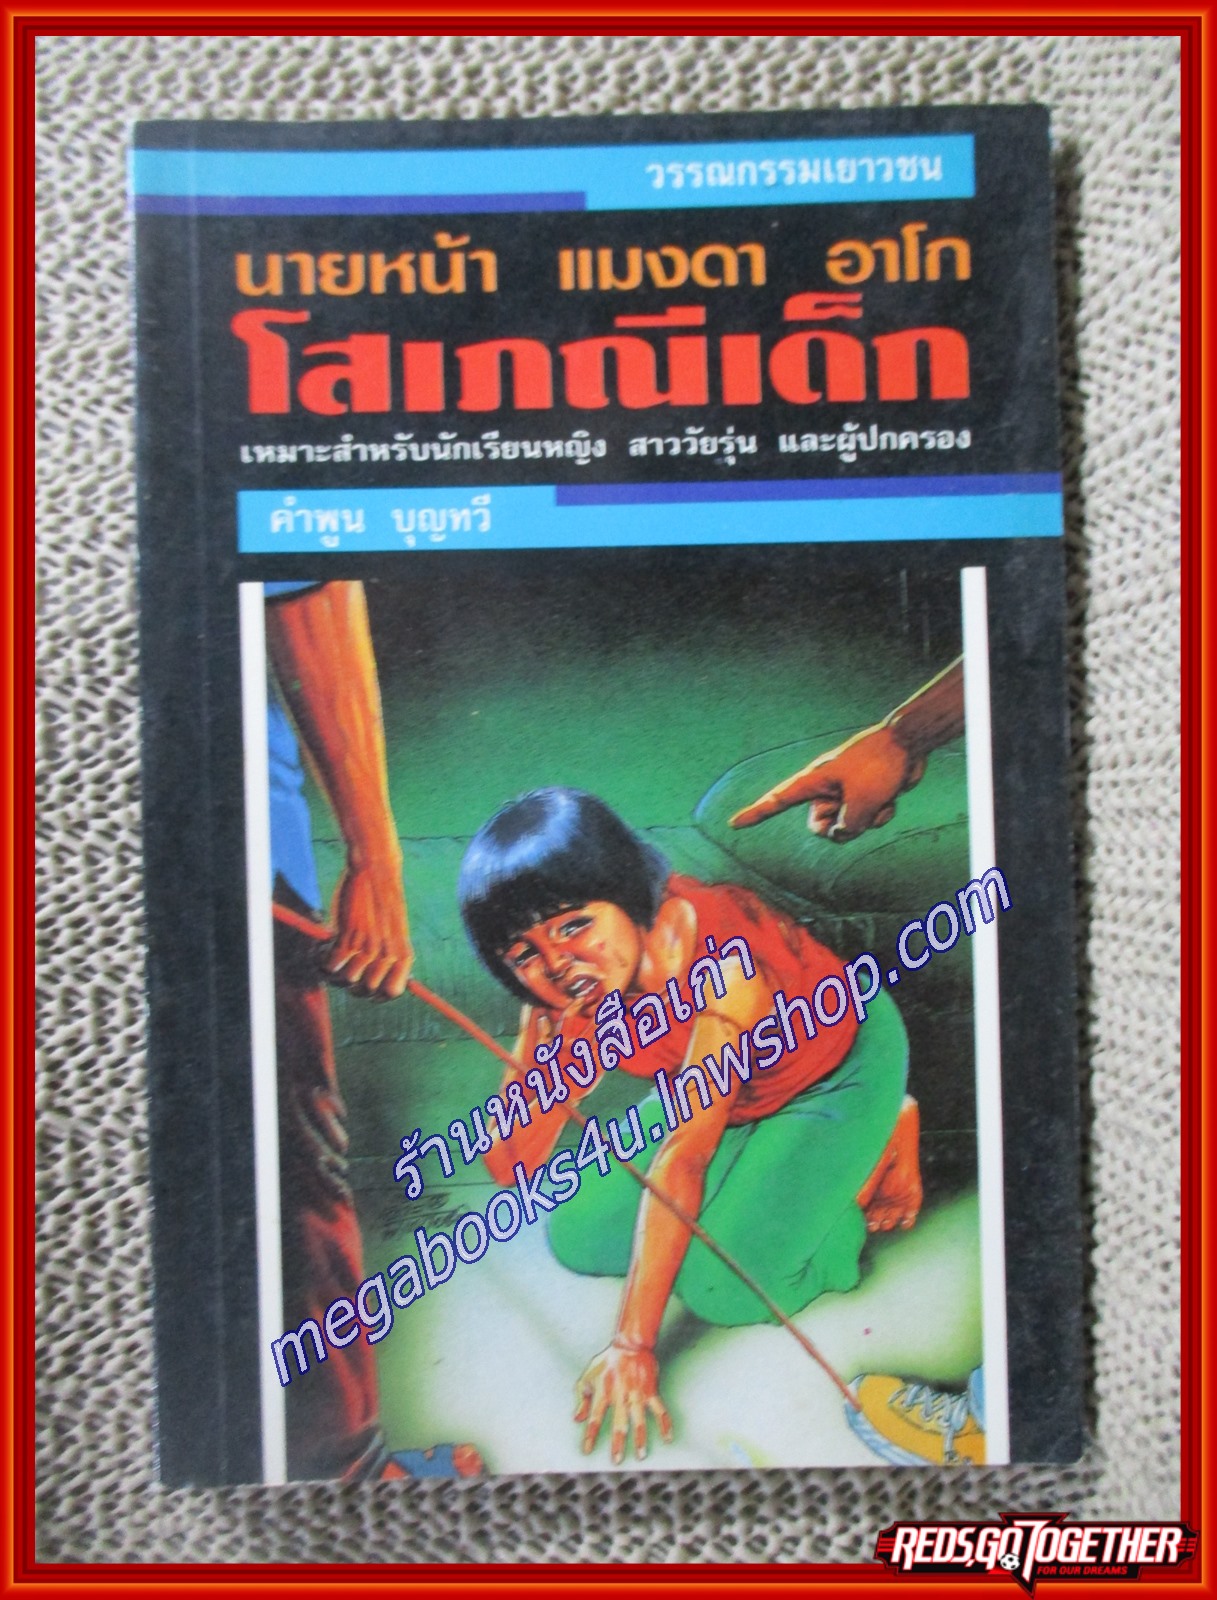 วรรณกรรมเยาวชน
นายหน้า แมงดา อาโก
โสเภณีเด็ก
เหมาะสำหรับนักเรียนหญิง สาววัยรุ่น และผู้ปกครอง
คำพูน บุญทวี
ร้านหนังสือเก่า
megabooks4u.lnwshop.com
REDS,GO TOGETHER
FOR OUR DREAMS